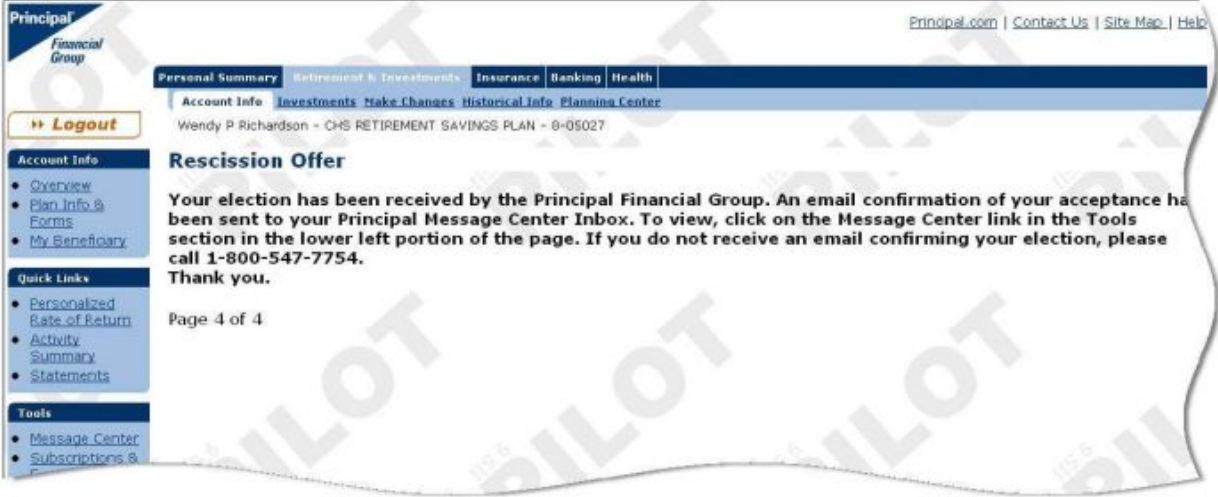 Principal
Financial
Group
Principal.com | Contact Us | Site Map | Help
Personal Summary Retirement & Investments Insurance Banking Health
Account Info Investments Make Changes Historical Info Planning Center
Logout
Wendy P Richardson - CHS RETIREMENT SAVINGS PLAN - 8-05027
Account Info
Overview
Plan Info &
Forms
My Beneficiary
Quick Links
Personalized
Rate of Return
Activity
Summary
Statements
Tools
Message Center
Subscriptions &
Rescission Offer
Your election has been received by the Principal Financial Group. An email confirmation of your acceptance ha
been sent to your Principal Message Center Inbox. To view, click on the Message Center link in the Tools
section in the lower left portion of the page. If you do not receive an email confirming your election, please
call 1-800-547-7754.
Thank you.
Page 4 of 4
PILOT
PILOT
PILOT